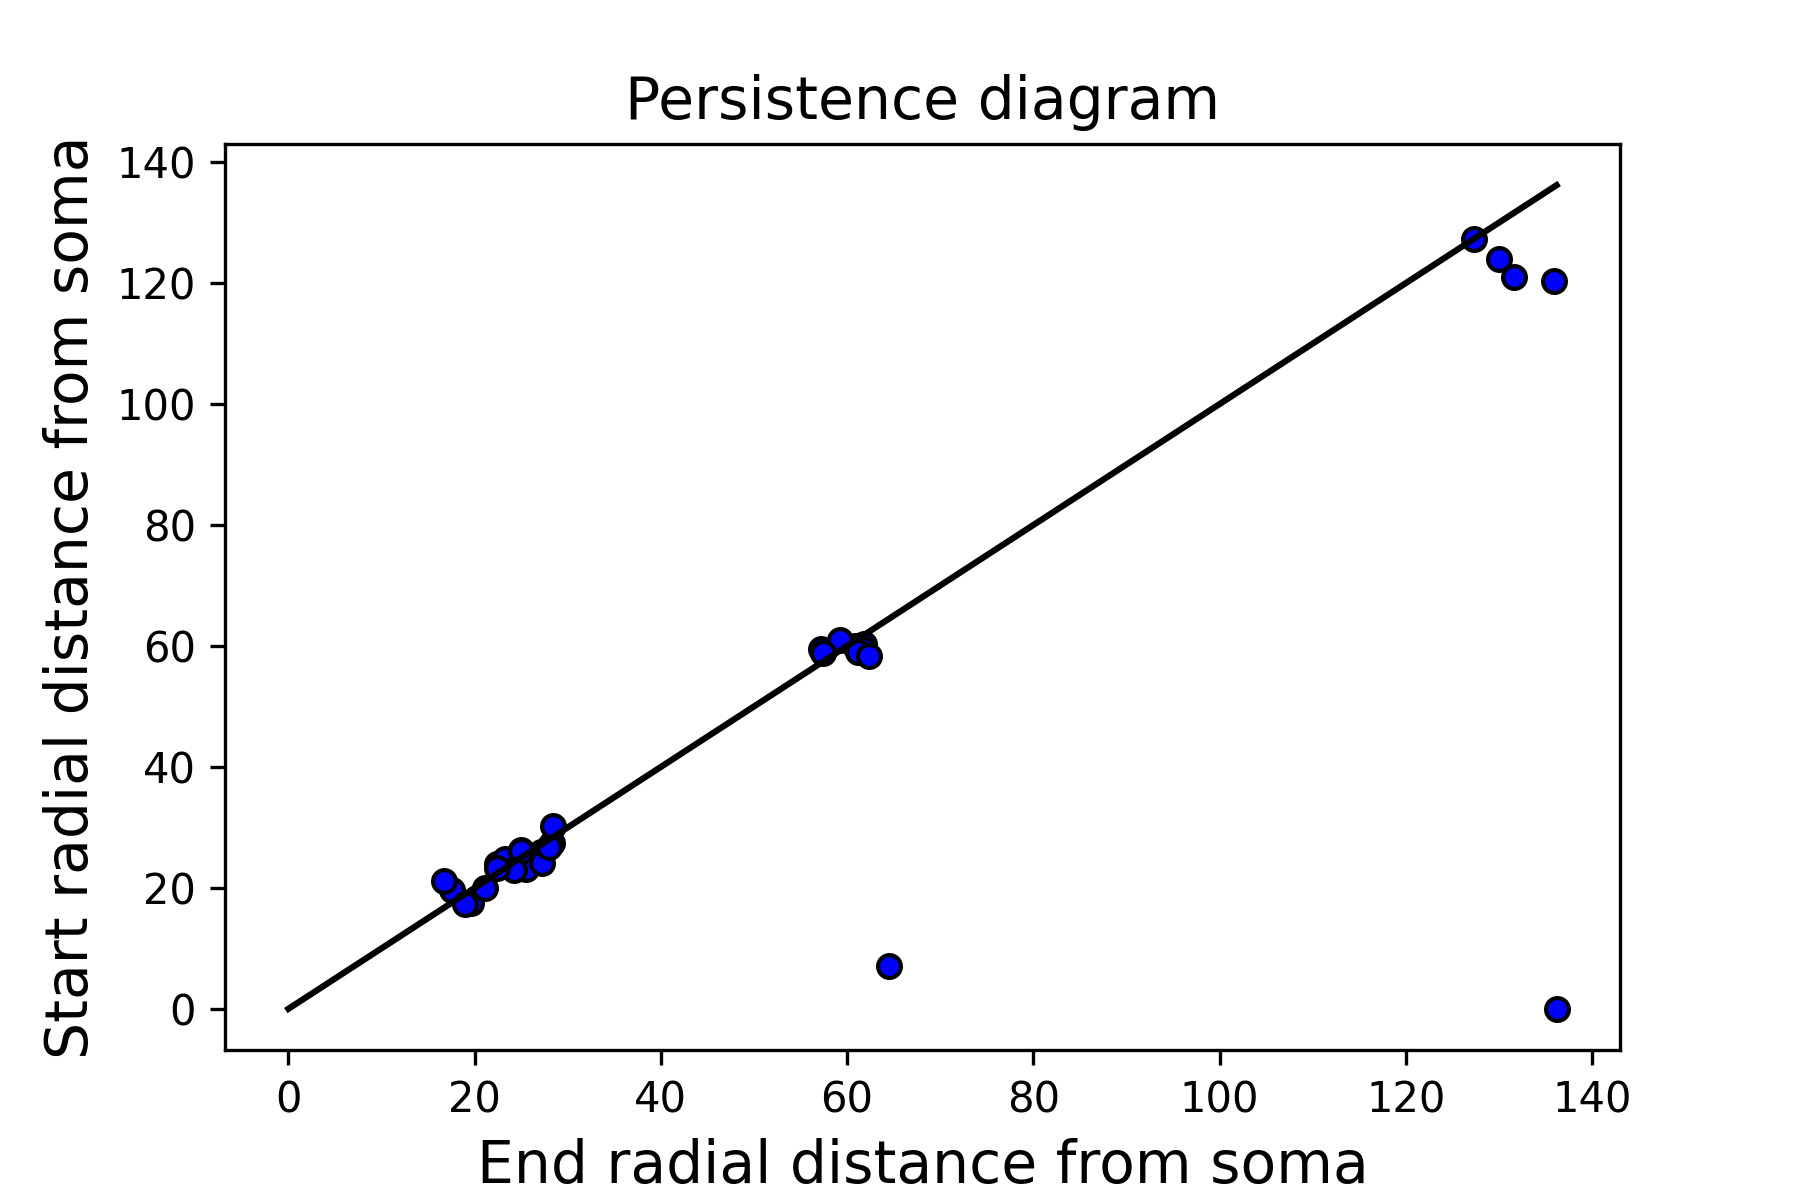 Persistence diagram
Start radial distance from soma
140
120
100
80
60
40
20
0
0 20 40 60 80 100 120 140
End radial distance from soma